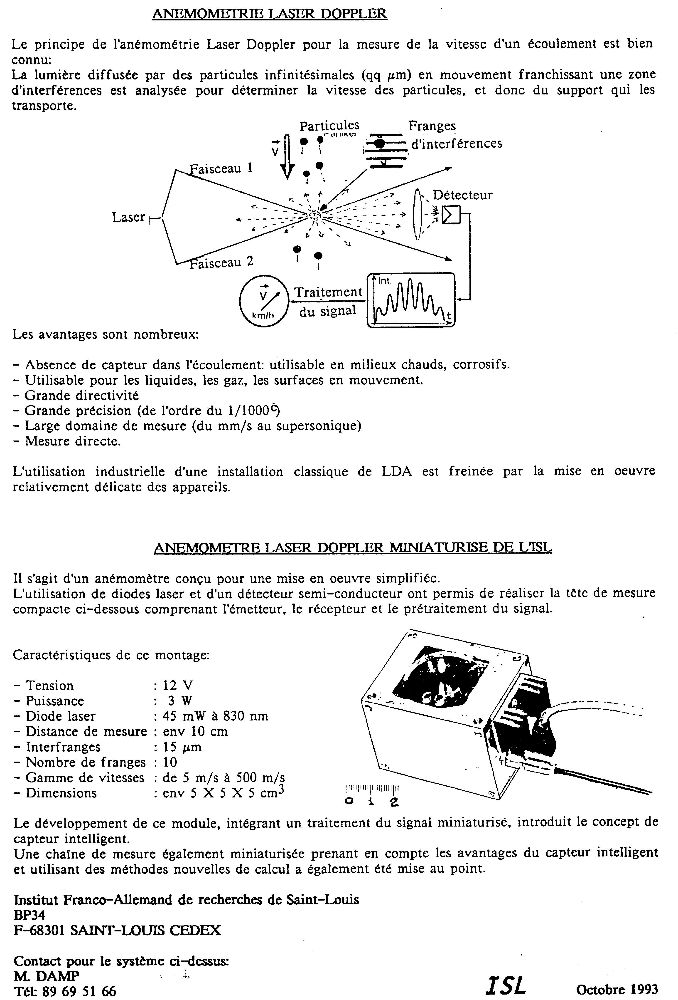 ANEMOMETRIE LASER DOPPLER
Le principe de l'anémométrie Laser Doppler pour la mesure de la vitesse d'un écoulement est bien
connu:
La lumière diffusée par des particules infinitésimales (qq µm) en mouvement franchissant une zone
d'interférences est analysée pour déterminer la vitesse des particules, et donc du support qui les
transporte.
Particules
Franges
d'interférences
V
Faisceau 1
Détecteur
Laser
Faisceau 2
Int.
t
Traitement
du signal
V
km/h
Les avantages sont nombreux:
- Absence de capteur dans l'écoulement: utilisable en milieux chauds, corrosifs.
- Utilisable pour les liquides, les gaz, les surfaces en mouvement.
- Grande directivité
- Grande précision (de l'ordre du 1/1000è)
- Large domaine de mesure (du mm/s au supersonique)
- Mesure directe.
L'utilisation industrielle d'une installation classique de LDA est freinée par la mise en oeuvre
relativement délicate des appareils.
ANEMOMETRE LASER DOPPLER MINIATURISE DE L'ISL
Il s'agit d'un anémomètre conçu pour une mise en oeuvre simplifiée.
L'utilisation de diodes laser et d'un détecteur semi-conducteur ont permis de réaliser la tête de mesure
compacte ci-dessous comprenant l'émetteur, le récepteur et le prétraitement du signal.
Caractéristiques de ce montage:
- Tension : 12 V
- Puissance : 3 W
- Diode laser : 45 mW à 830 nm
- Distance de mesure : env 10 cm
- Interfranges : 15 µm
- Nombre de franges : 10
- Gamme de vitesses : de 5 m/s à 500 m/s
- Dimensions : env 5 X 5 X 5 cm3
0 1 2
Le développement de ce module, intégrant un traitement du signal miniaturisé, introduit le concept de
capteur intelligent.
Une chaîne de mesure également miniaturisée prenant en compte les avantages du capteur intelligent
et utilisant des méthodes nouvelles de calcul a également été mise au point.
Institut Franco-Allemand de recherches de Saint-Louis
BP34
F-68301 SAINT-LOUIS CEDEX
Contact pour le système ci-dessus:
M. DAMP
Tél: 89 69 51 66
ISL
Octobre 1993